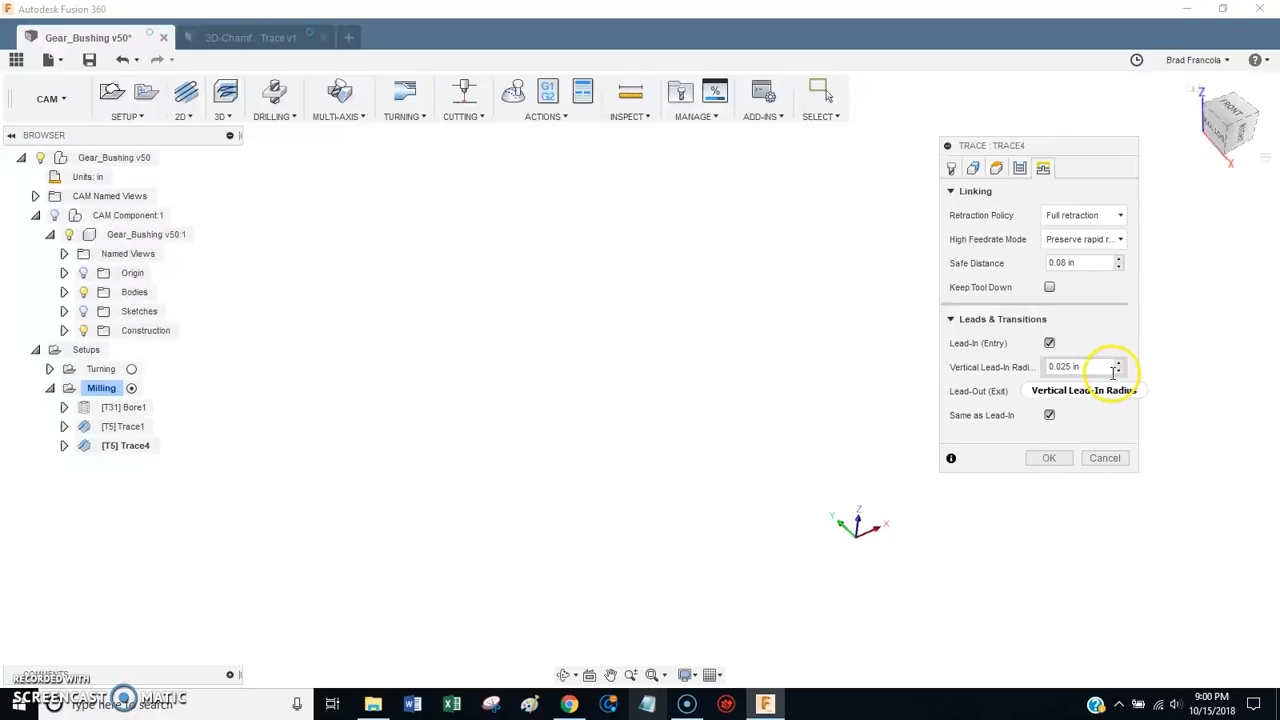 Autodesk Fusion 360
Gear_Bushing v50*
3D-Chamf.. Trace v1
Brad Francola
CAM
G1
G2
SETUP
2D
3D
DRILLING
MULTI-AXIS
TURNING
CUTTING
ACTIONS
INSPECT
MANAGE
ADD-INS
SELECT
BROWSER
Gear_Bushing v50
Units: in
CAM Named Views
CAM Component:1
Gear_Bushing v50:1
Named Views
Origin
Bodies
Sketches
Construction
Setups
Turning
Milling
[T31] Bore1
[T5] Trace1
[T5] Trace4
Z
FRONT
X
TRACE : TRACE4
Linking
Retraction Policy Full retraction
High Feedrate Mode Preserve rapid r...
Safe Distance 0.08 in
Keep Tool Down
Leads & Transitions
Lead-In (Entry)
Vertical Lead-In Radi... 0.025 in
Lead-Out (Exit)
Vertical Lead-In Radius
Same as Lead-In
OK Cancel
Z
Y
X
COMMENTS
RECORDED WITH
SCREENCAST MATIC
Type here to search
9:00 PM
10/15/2018